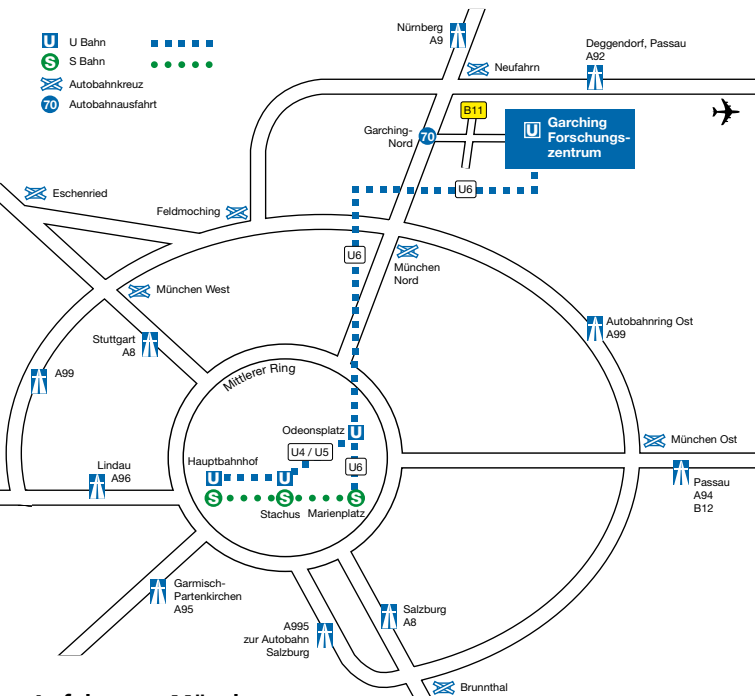 U Bahn
S Bahn
Autobahnkreuz
70 Autobahnausfahrt
Nürnberg
A9
Neufahrn
Deggendorf, Passau
A92
B11
Garching-
Nord
70
U Garching
Forschungs-
zentrum
U6
Eschenried
Feldmoching
U6
München
Nord
München West
Stuttgart
A8
A99
Autobahnring Ost
A99
Mittlerer Ring
Odeonsplatz U
U4 / U5
U6
Hauptbahnhof
U
U
S
S
S
Stachus
Marienplatz
Lindau
A96
München Ost
Passau
A94
B12
Garmisch-
Partenkirchen
A95
A995
zur Autobahn
Salzburg
Salzburg
A8
Brunnthal